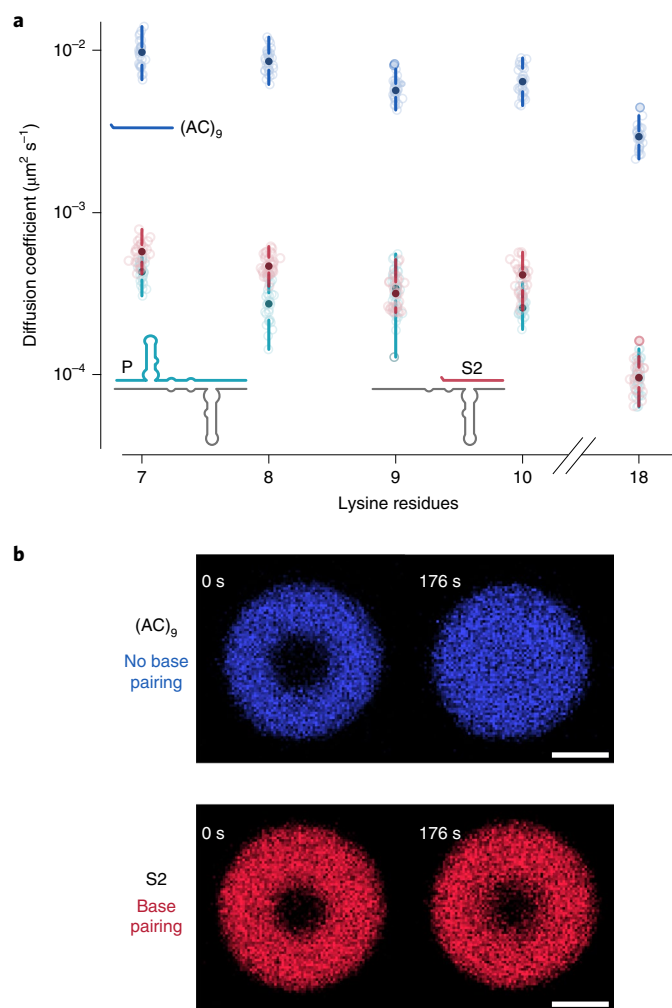 a
10⁻²
(AC)₉
10⁻³
Diffusion coefficient (μm² s⁻¹)
P
S2
10⁻⁴
7 8 9 10 18
Lysine residues
b
0 s 176 s
(AC)₉
No base
pairing
0 s 176 s
S2
Base
pairing